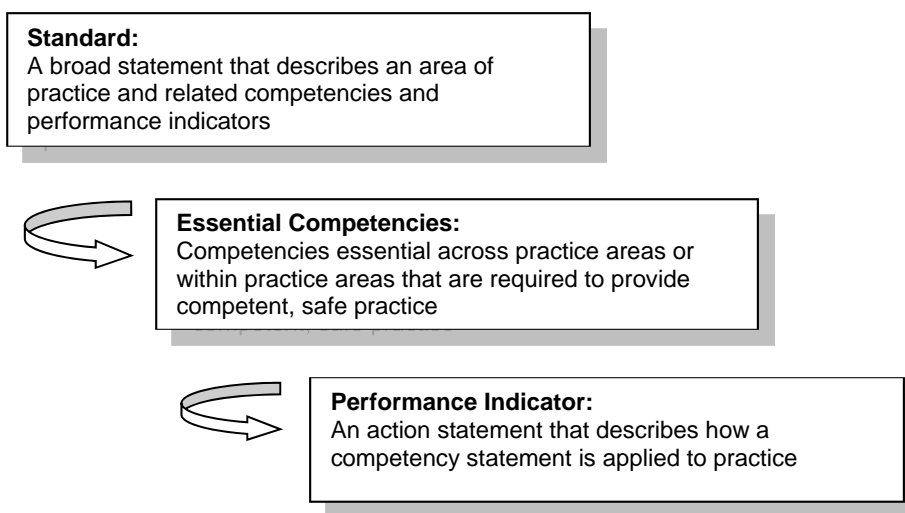 Standard:
A broad statement that describes an area of
practice and related competencies and
performance indicators
Essential Competencies:
Competencies essential across practice areas or
within practice areas that are required to provide
competent, safe practice
Performance Indicator:
An action statement that describes how a
competency statement is applied to practice